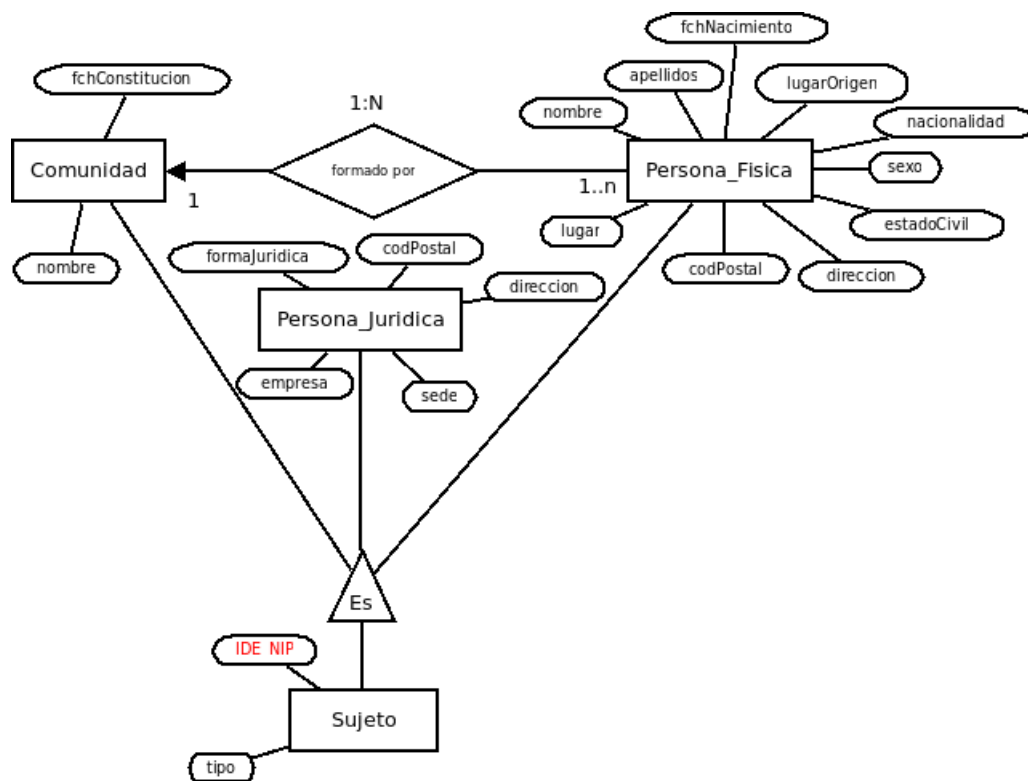 fchNacimiento
fchConstitucion
apellidos
lugarOrigen
1:N
nombre
nacionalidad
Comunidad
formado por
Persona_Fisica
sexo
1
1..n
estadoCivil
lugar
nombre
formaJuridica
codPostal
codPostal
direccion
direccion
Persona_Juridica
empresa
sede
Es
IDE_NIP
Sujeto
tipo